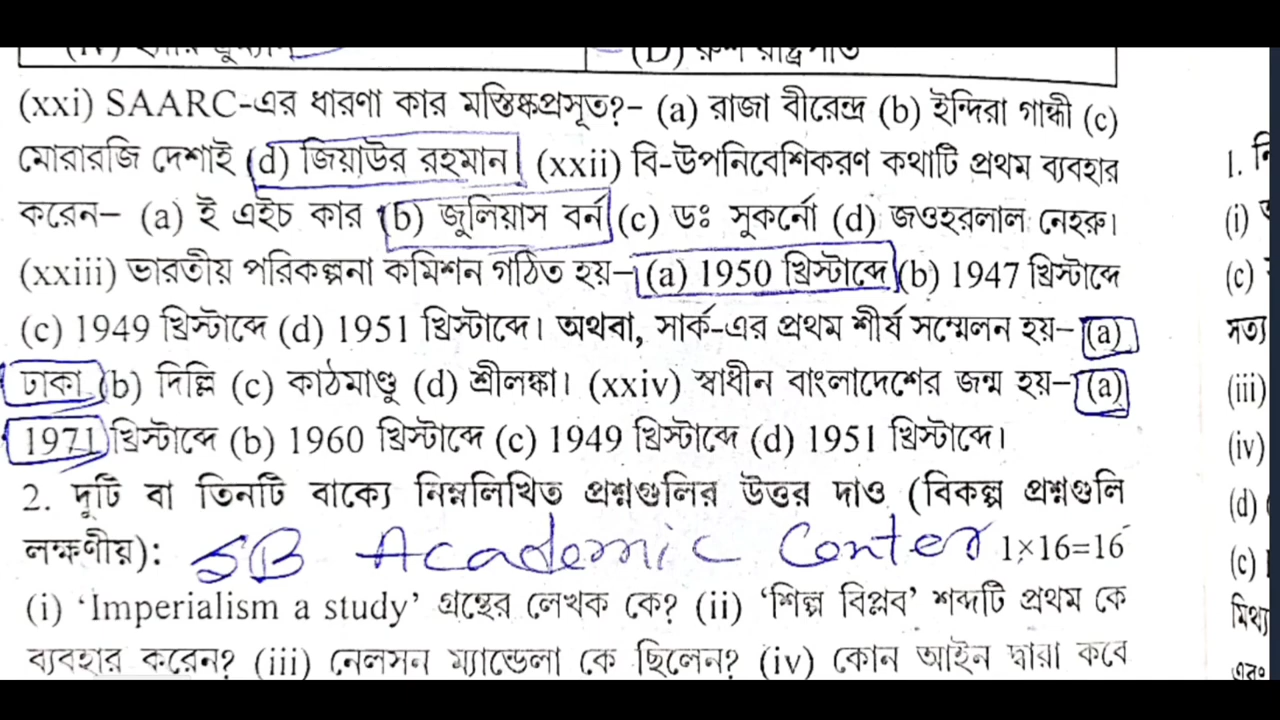 (xxi) SAARC-এর ধারণা কার মস্তিষ্কপ্রসূত?- (a) রাজা বীরেন্দ্র (b) ইন্দিরা গান্ধী (c)
মোরারজি দেশাই (d) জিয়াউর রহমান। (xxii) বি-উপনিবেশিকরণ কথাটি প্রথম ব্যবহার
করেন– (a) ই এইচ কার (b) জুলিয়াস বর্ন (c) ডঃ সুকর্নো (d) জওহরলাল নেহরু।
(xxiii) ভারতীয় পরিকল্পনা কমিশন গঠিত হয়– (a) 1950 খ্রিস্টাব্দে (b) 1947 খ্রিস্টাব্দে
(c) 1949 খ্রিস্টাব্দে (d) 1951 খ্রিস্টাব্দে। অথবা, সার্ক-এর প্রথম শীর্ষ সম্মেলন হয়– (a)
ঢাকা (b) দিল্লি (c) কাঠমাণ্ডু (d) শ্রীলঙ্কা। (xxiv) স্বাধীন বাংলাদেশের জন্ম হয়– (a)
1971 খ্রিস্টাব্দে (b) 1960 খ্রিস্টাব্দে (c) 1949 খ্রিস্টাব্দে (d) 1951 খ্রিস্টাব্দে।
2. দুটি বা তিনটি বাক্যে নিম্নলিখিত প্রশ্নগুলির উত্তর দাও (বিকল্প প্রশ্নগুলি
লক্ষণীয়): SB Academic Center 1×16=16
(i) ‘Imperialism a study’ গ্রন্থের লেখক কে? (ii) ‘শিল্প বিপ্লব’ শব্দটি প্রথম কে
ব্যবহার করেন? (iii) নেলসন ম্যান্ডেলা কে ছিলেন? (iv) কোন আইন দ্বারা কবে
1.
(i)
(c)
সত্য
(iii)
(iv)
(d)
(c)
মিথ্যা